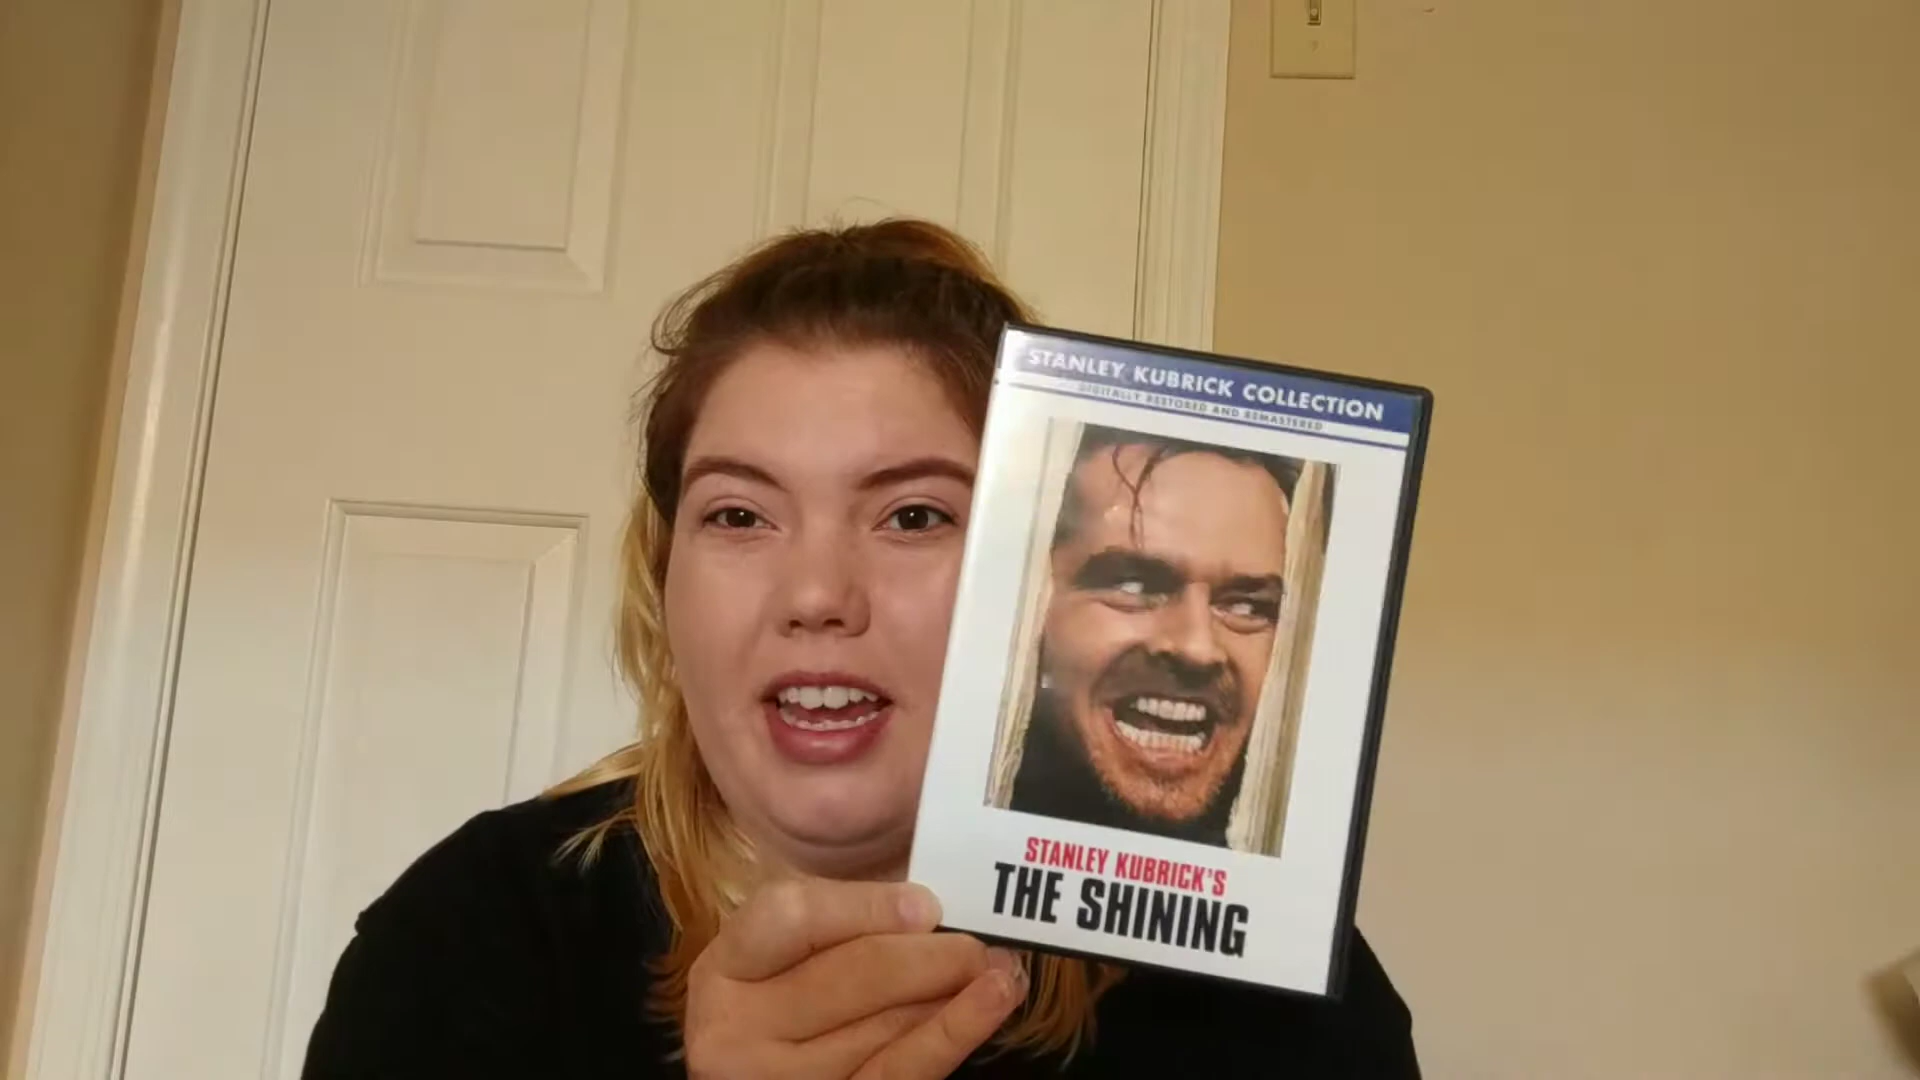 STANLEY KUBRICK COLLECTION
DIGITALLY RESTORED AND REMASTERED
STANLEY KUBRICK'S
THE SHINING